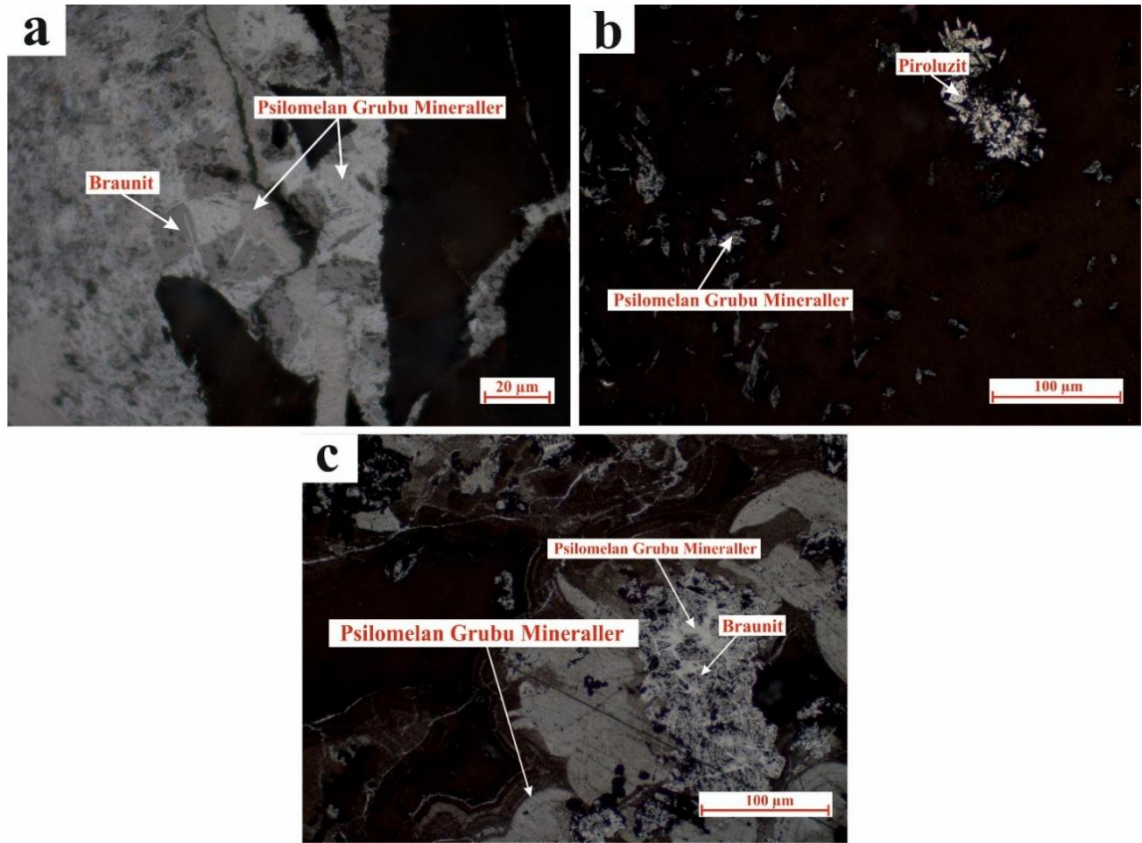 a
Psilomelan Grubu Mineraller
Braunit
20 µm
b
Piroluzit
Psilomelan Grubu Mineraller
100 µm
c
Psilomelan Grubu Mineraller
Braunit
Psilomelan Grubu Mineraller
100 µm